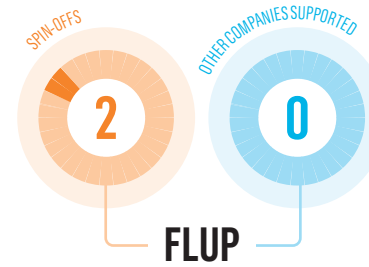 SPIN-OFFS
OTHER COMPANIES SUPPORTED
2
0
FLUP